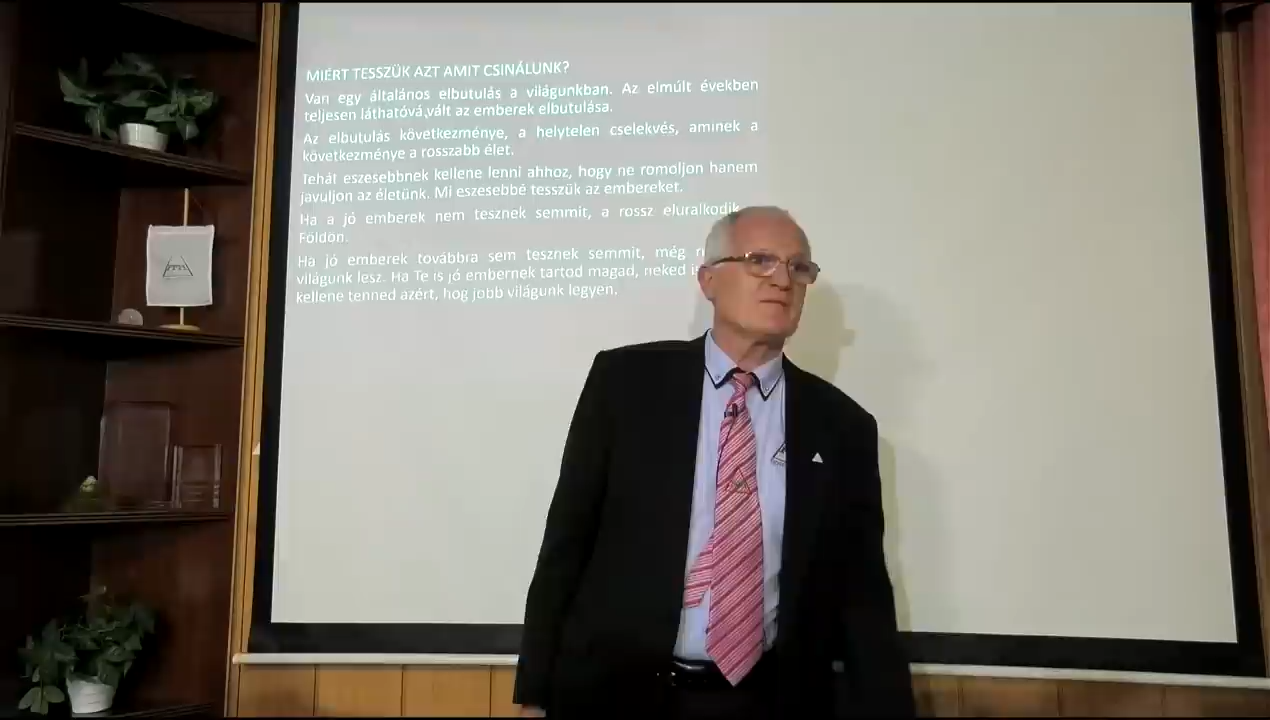 MIÉRT TESSZÜK AZT AMIT CSINÁLUNK?
Van egy általános elbutulás a világunkban. Az elmúlt években
teljesen láthatóvá,vált az emberek elbutulása.
Az elbutulás következménye, a helytelen cselekvés, aminek a
következménye a rosszabb élet.
Tehát eszesebbnek kellene lenni ahhoz, hogy ne romoljon hanem
javuljon az életünk. Mi eszesebbé tesszük az embereket.
Ha a jó emberek nem tesznek semmit, a rossz eluralkodik
Földön.
Ha jó emberek továbbra sem tesznek semmit, még
világunk lesz. Ha Te is jó embernek tartod magad, neked
kellene tenned azért, hog jobb világunk legyen.